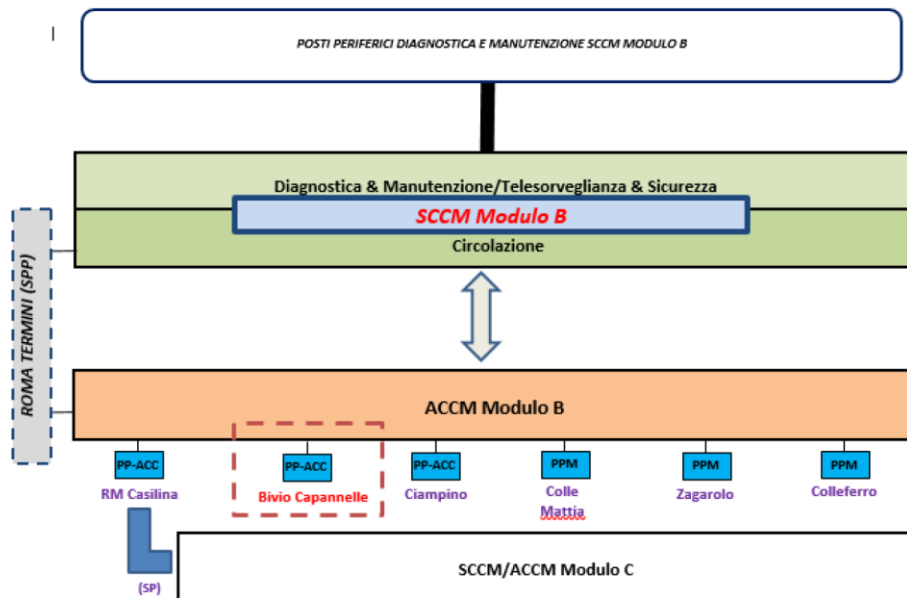 POSTI PERIFERICI DIAGNOSTICA E MANUTENZIONE SCCM MODULO B
Diagnostica & Manutenzione/Telesorveglianza & Sicurezza
SCCM Modulo B
Circolazione
ROMA TERMINI (SPP)
ACCM Modulo B
PP-ACC
PP-ACC
PP-ACC
PPM
PPM
PPM
RM Casilina
Bivio Capannelle
Ciampino
Colle
Mattia
Zagarolo
Colleferro
SCCM/ACCM Modulo C
(SP)